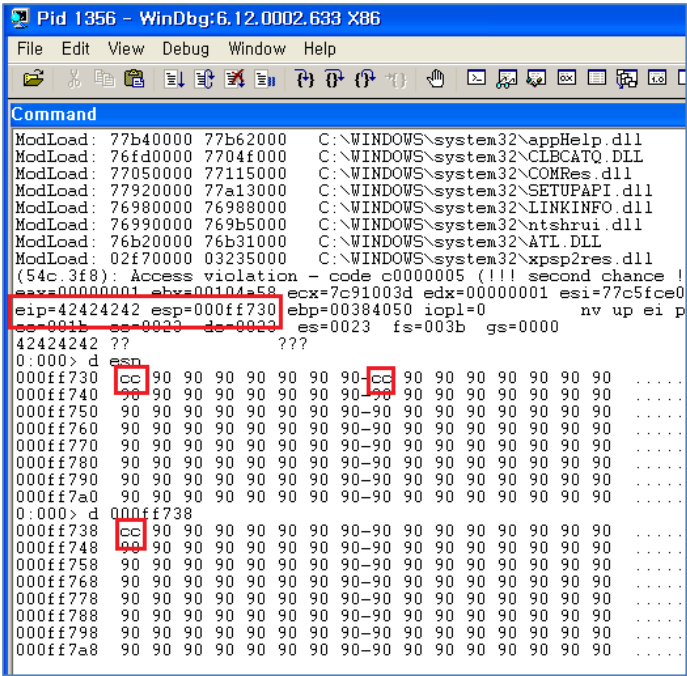 Pid 1356 - WinDbg:6.12.0002.633 X86
File Edit View Debug Window Help
Command
ModLoad: 77b40000 77b62000 C:\WINDOWS\system32\appHelp.dll
ModLoad: 76fd0000 7704f000 C:\WINDOWS\system32\CLBCATQ.DLL
ModLoad: 77050000 77115000 C:\WINDOWS\system32\COMRes.dll
ModLoad: 77920000 77a13000 C:\WINDOWS\system32\SETUPAPI.dll
ModLoad: 76980000 76988000 C:\WINDOWS\system32\LINKINFO.dll
ModLoad: 76990000 769b5000 C:\WINDOWS\system32\ntshrui.dll
ModLoad: 76b20000 76b31000 C:\WINDOWS\system32\ATL.DLL
ModLoad: 02f70000 03235000 C:\WINDOWS\system32\xpsp2res.dll
(54c.3f8): Access violation - code c0000005 (!!! second chance !
eax=00000001 ebx=00104a58 ecx=7c91003d edx=00000001 esi=77c5fce0
eip=42424242 esp=000ff730 ebp=00384050 iopl=0 nv up ei p
cs=001b ss=0023 ds=0023 es=0023 fs=003b gs=0000
42424242 ?? ???
0:000> d esp
000ff730 cc 90 90 90 90 90 90 90-cc 90 90 90 90 90 90 90 .....
000ff740 90 90 90 90 90 90 90 90-90 90 90 90 90 90 90 90 .....
000ff750 90 90 90 90 90 90 90 90-90 90 90 90 90 90 90 90 .....
000ff760 90 90 90 90 90 90 90 90-90 90 90 90 90 90 90 90 .....
000ff770 90 90 90 90 90 90 90 90-90 90 90 90 90 90 90 90 .....
000ff780 90 90 90 90 90 90 90 90-90 90 90 90 90 90 90 90 .....
000ff790 90 90 90 90 90 90 90 90-90 90 90 90 90 90 90 90 .....
000ff7a0 90 90 90 90 90 90 90 90-90 90 90 90 90 90 90 90 .....
0:000> d 000ff738
000ff738 cc 90 90 90 90 90 90 90-90 90 90 90 90 90 90 90 .....
000ff748 90 90 90 90 90 90 90 90-90 90 90 90 90 90 90 90 .....
000ff758 90 90 90 90 90 90 90 90-90 90 90 90 90 90 90 90 .....
000ff768 90 90 90 90 90 90 90 90-90 90 90 90 90 90 90 90 .....
000ff778 90 90 90 90 90 90 90 90-90 90 90 90 90 90 90 90 .....
000ff788 90 90 90 90 90 90 90 90-90 90 90 90 90 90 90 90 .....
000ff798 90 90 90 90 90 90 90 90-90 90 90 90 90 90 90 90 .....
000ff7a8 90 90 90 90 90 90 90 90-90 90 90 90 90 90 90 90 .....